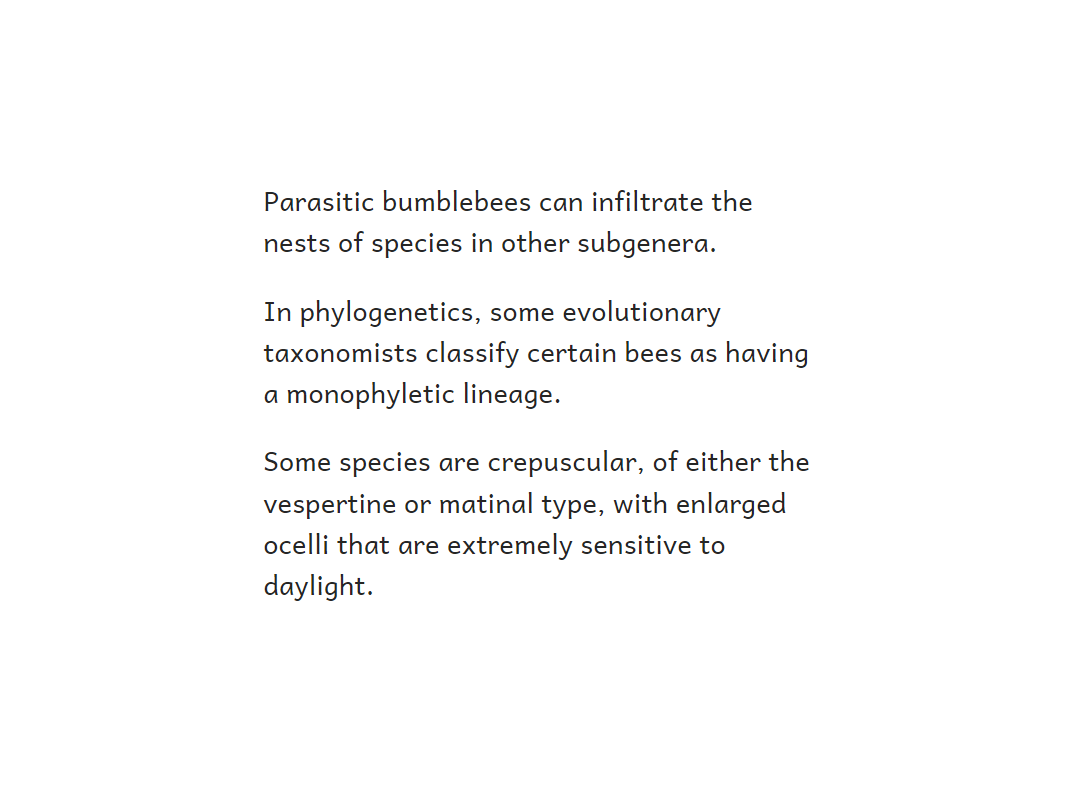 Parasitic bumblebees can infiltrate the
nests of species in other subgenera.
In phylogenetics, some evolutionary
taxonomists classify certain bees as having
a monophyletic lineage.
Some species are crepuscular, of either the
vespertine or matinal type, with enlarged
ocelli that are extremely sensitive to
daylight.